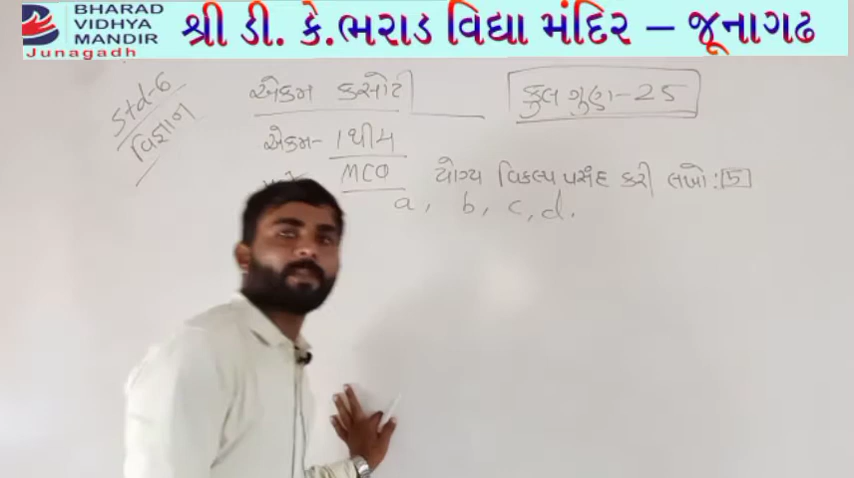 BHARAD
VIDHYA
MANDIR
Junagadh
શ્રી ડી. કે.ભરાડ વિદ્યા મંદિર – જૂનાગઢ
Std-6
વિજ્ઞાન
એકમ કસોટી
કુલ ગુણ-25
એકમ- 1થી4
MCQ યોગ્ય વિકલ્પ પસંદ કરી લખો:5
a, b, c, d.